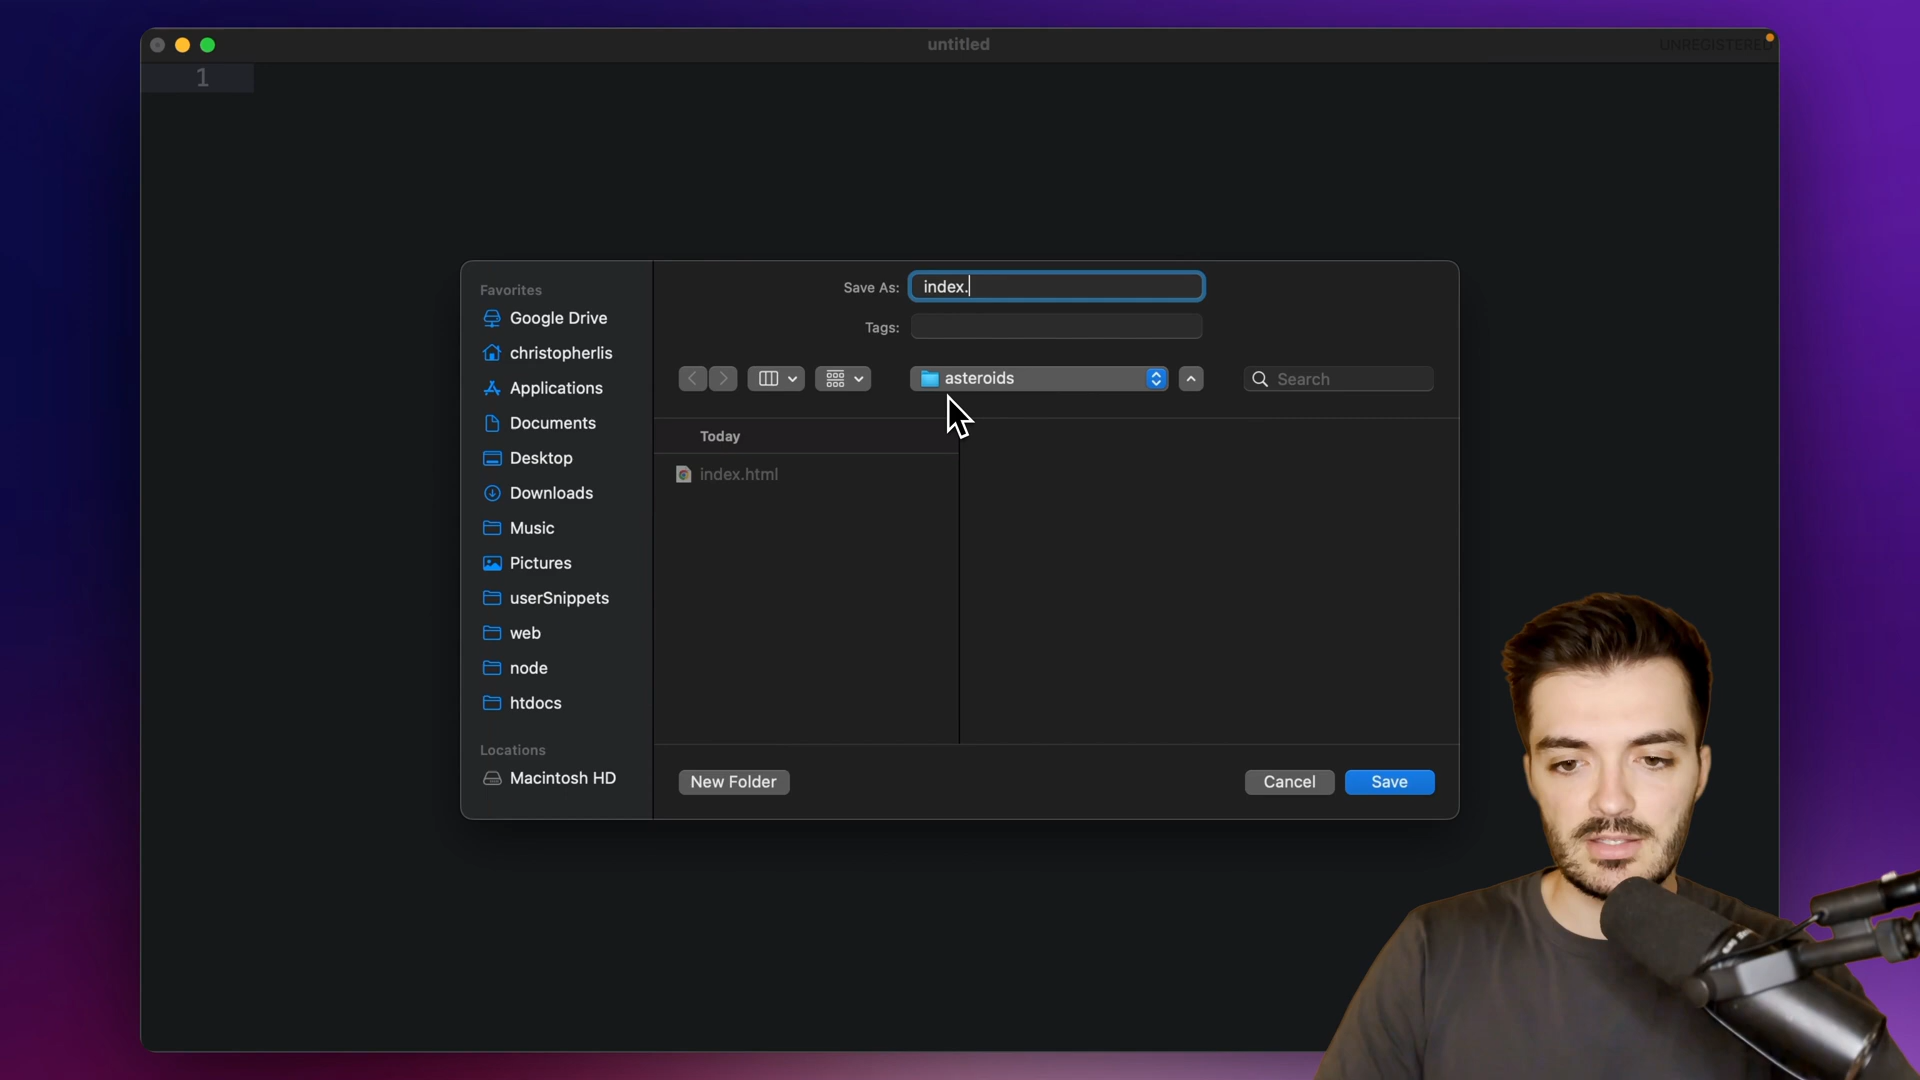 untitled
UNREGISTERED
1
Favorites
Google Drive
christopherlis
Applications
Documents
Desktop
Downloads
Music
Pictures
userSnippets
web
node
htdocs
Locations
Macintosh HD
Save As: index.
Tags:
asteroids
Search
Today
index.html
New Folder
Cancel
Save